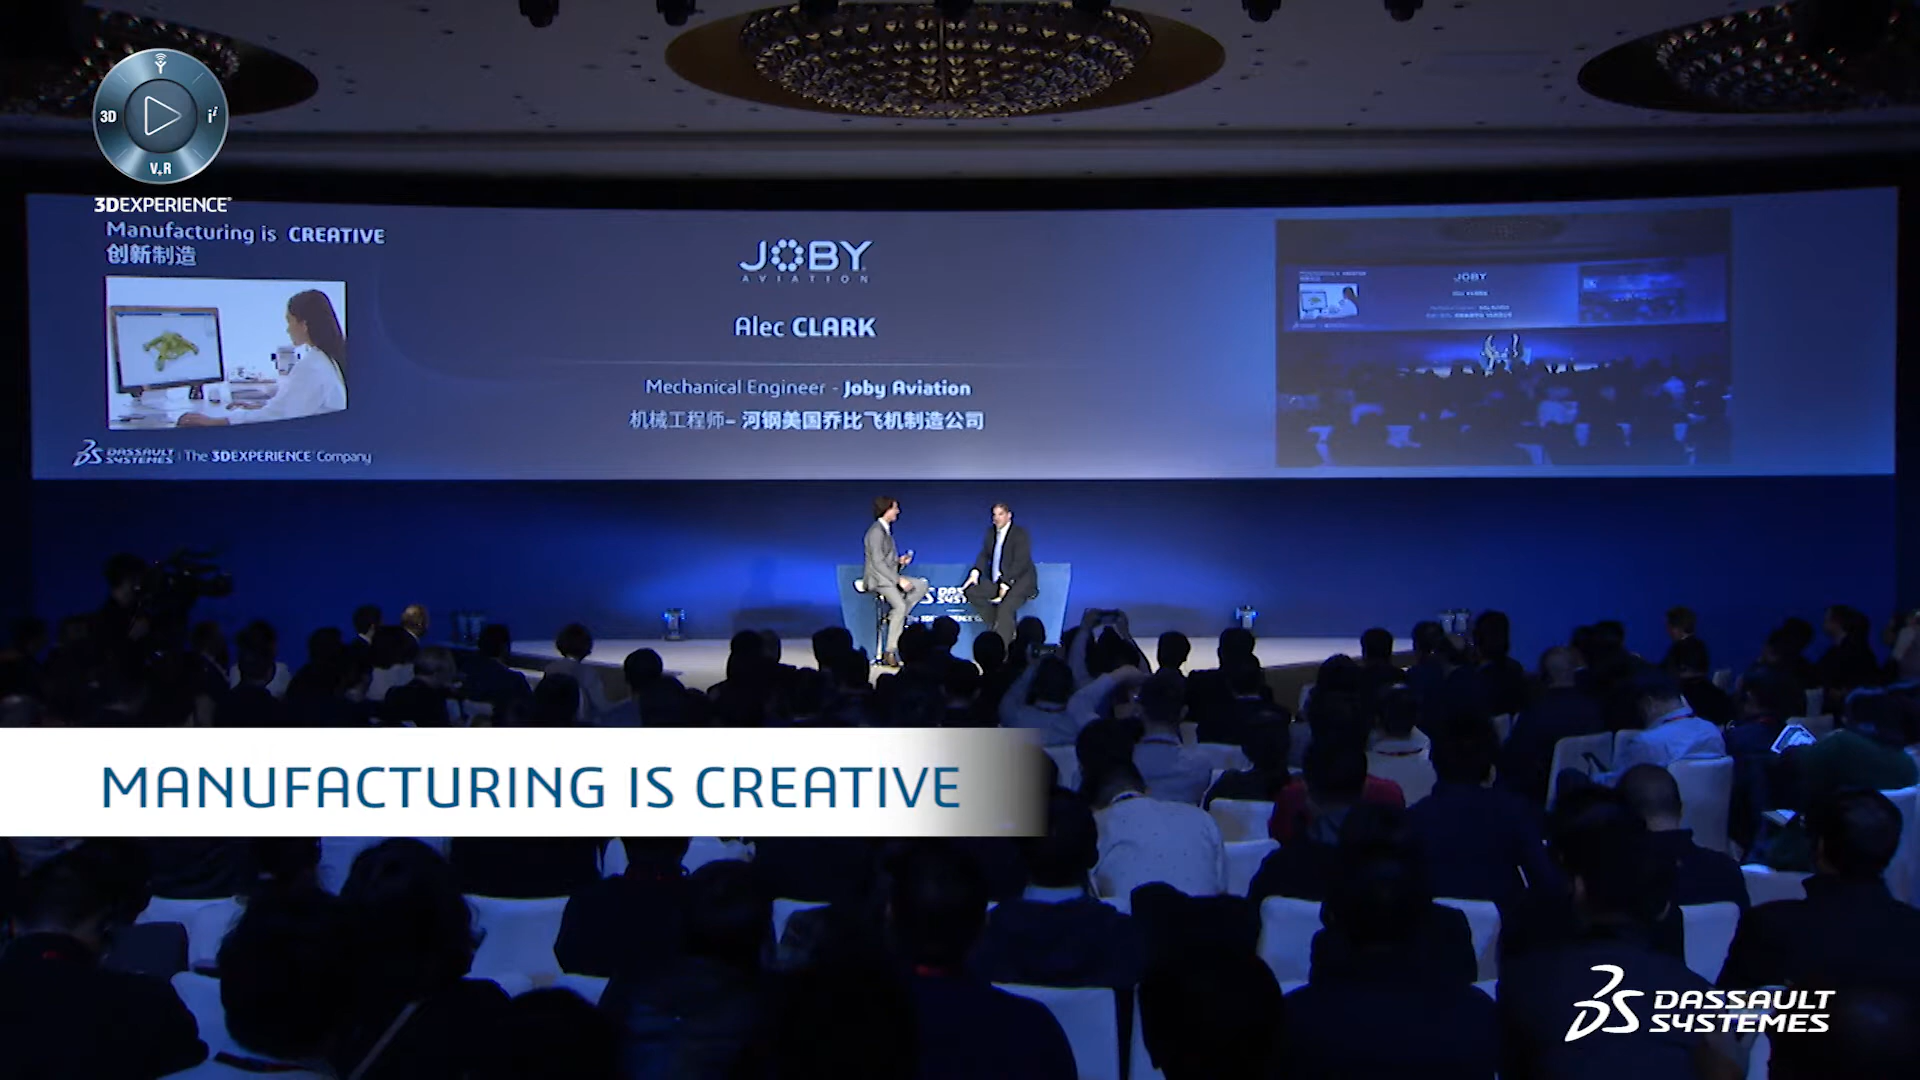 3D
i
V+R
3DEXPERIENCE
Manufacturing is CREATIVE
创新制造
JOBY
AVIATION
Alec CLARK
Mechanical Engineer - Joby Aviation
机械工程师- 河钢美国乔比飞机制造公司
DASSAULT SYSTEMES | The 3DEXPERIENCE Company
JOBY
MANUFACTURING IS CREATIVE
DASSAULT
SYSTEMES